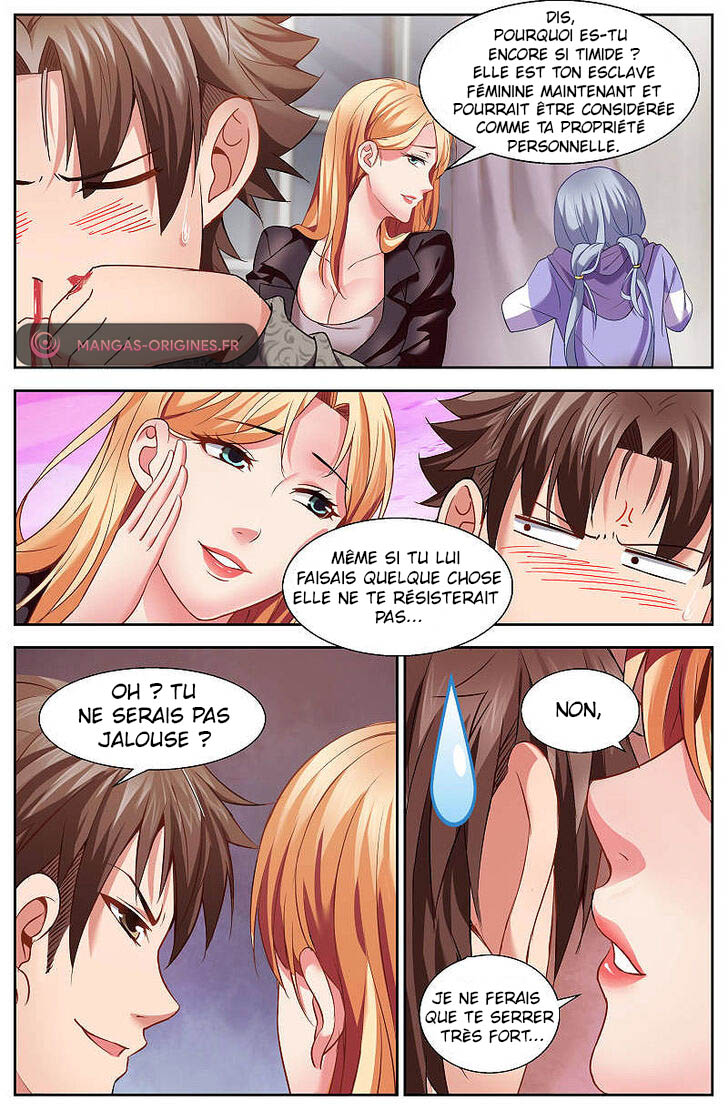 DIS,
POURQUOI ES-TU
ENCORE SI TIMIDE ?
ELLE EST TON ESCLAVE
FÉMININE MAINTENANT ET
POURRAIT ÊTRE CONSIDÉRÉE
COMME TA PROPRIÉTÉ
PERSONNELLE.
MANGAS-ORIGINES.FR
MÊME SI TU LUI
FAISAIS QUELQUE CHOSE
ELLE NE TE RÉSISTERAIT
PAS...
OH ? TU
NE SERAIS PAS
JALOUSE ?
NON,
JE NE FERAIS
QUE TE SERRER
TRÈS FORT...